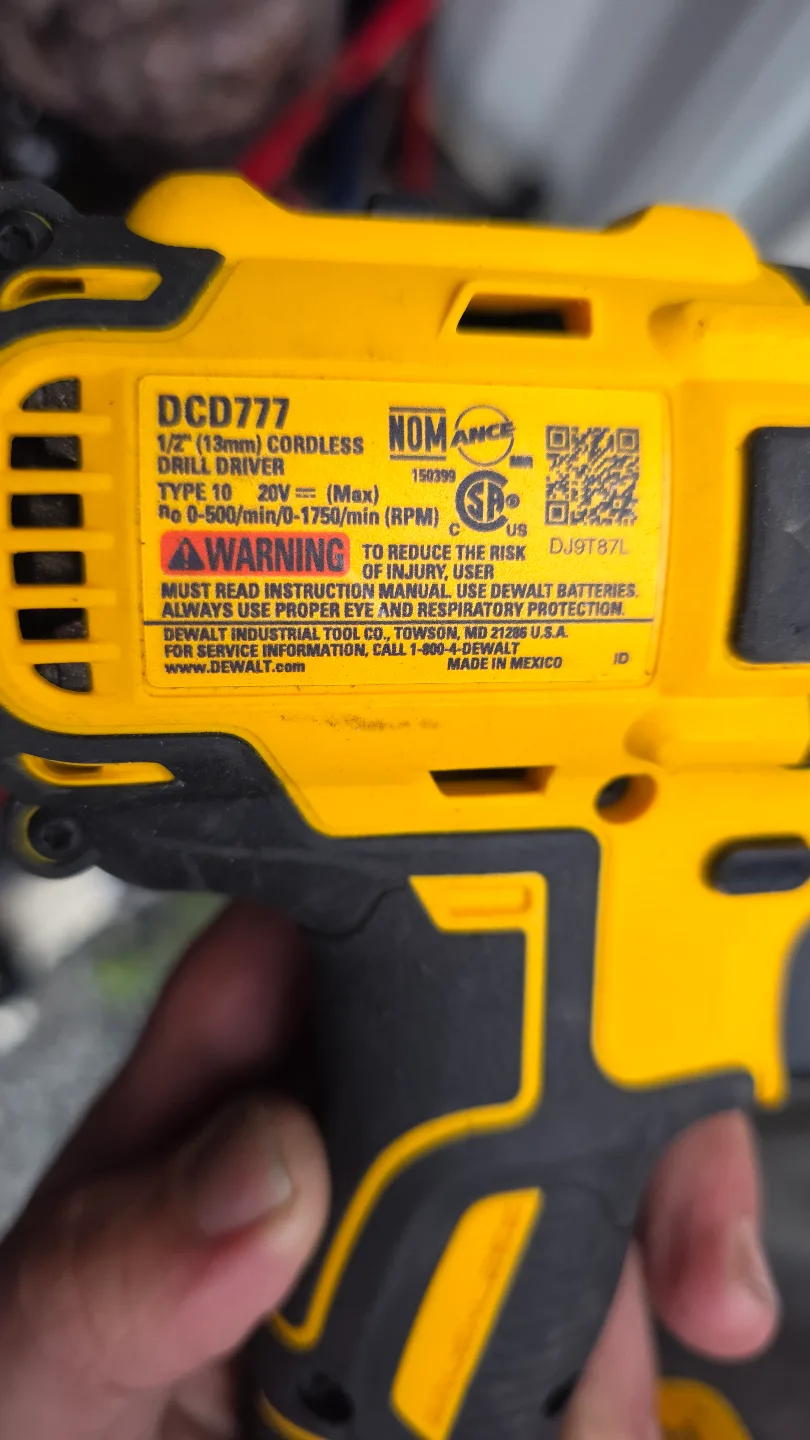 DCD777
1/2" (13mm) CORDLESS
DRILL DRIVER
TYPE 10 20V ⎓ (Max)
n₀ 0-500/min/0-1750/min (RPM)
NOM ANCE
150399
C SA ® C US
DJ9T87L
WARNING TO REDUCE THE RISK
OF INJURY, USER
MUST READ INSTRUCTION MANUAL. USE DEWALT BATTERIES.
ALWAYS USE PROPER EYE AND RESPIRATORY PROTECTION.
DEWALT INDUSTRIAL TOOL CO., TOWSON, MD 21286 U.S.A.
FOR SERVICE INFORMATION, CALL 1-800-4-DEWALT
www.DEWALT.com MADE IN MEXICO ID